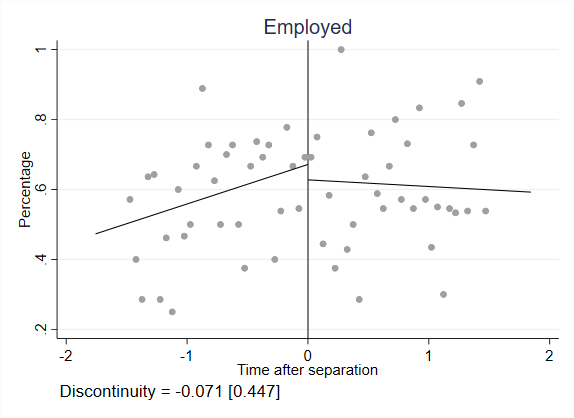 Employed
Percentage
1
.8
.6
.4
.2
-2 -1 0 1 2
Time after separation
Discontinuity = -0.071 [0.447]